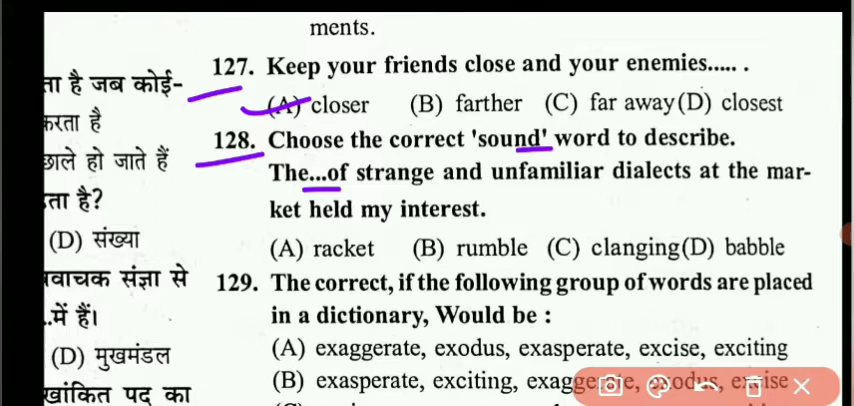 ता है जब कोई-
करता है
छाले हो जाते हैं
ता है?
(D) संख्या
वाचक संज्ञा से
..में हैं।
(D) मुखमंडल
खांकित पद का
ments.
127. Keep your friends close and your enemies..... .
(A) closer (B) farther (C) far away (D) closest
128. Choose the correct 'sound' word to describe.
The...of strange and unfamiliar dialects at the mar-
ket held my interest.
(A) racket (B) rumble (C) clanging (D) babble
129. The correct, if the following group of words are placed
in a dictionary, Would be :
(A) exaggerate, exodus, exasperate, excise, exciting
(B) exasperate, exciting, exaggerate, exodus, excise